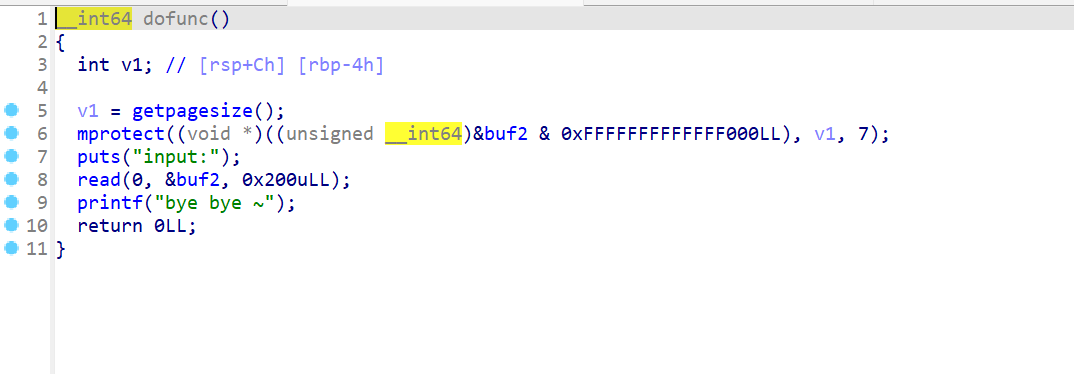 1 __int64 dofunc()
2 {
3 int v1; // [rsp+Ch] [rbp-4h]
4
5 v1 = getpagesize();
6 mprotect((void *)((unsigned __int64)&buf2 & 0xFFFFFFFFFFFFF000LL), v1, 7);
7 puts("input:");
8 read(0, &buf2, 0x200uLL);
9 printf("bye bye ~");
10 return 0LL;
11 }